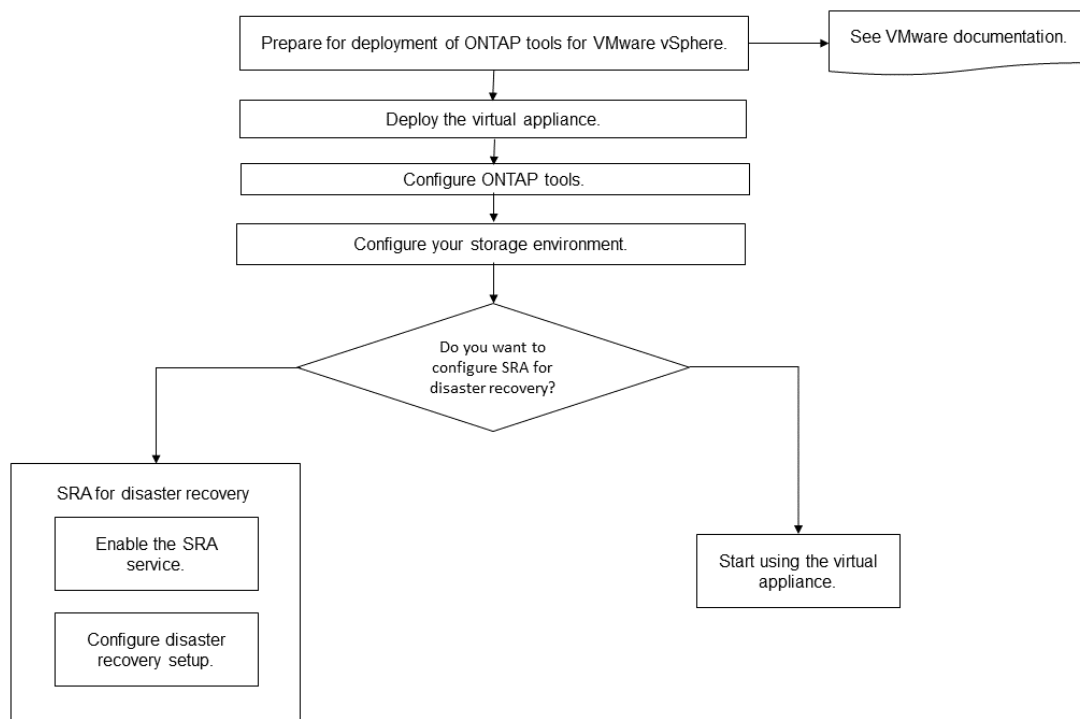 Prepare for deployment of ONTAP tools for VMware vSphere.
See VMware documentation.
Deploy the virtual appliance.
Configure ONTAP tools.
Configure your storage environment.
Do you want to
configure SRA for
disaster recovery?
SRA for disaster recovery
Enable the SRA
service.
Configure disaster
recovery setup.
Start using the virtual
appliance.